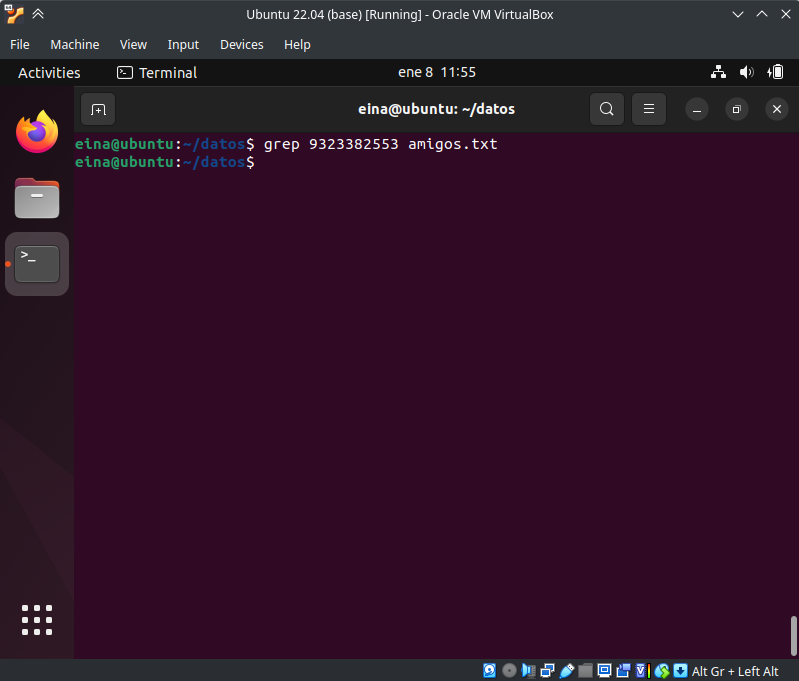 Ubuntu 22.04 (base) [Running] - Oracle VM VirtualBox
File Machine View Input Devices Help
Activities Terminal ene 8 11:55
eina@ubuntu: ~/datos
eina@ubuntu:~/datos$ grep 9323382553 amigos.txt
eina@ubuntu:~/datos$
>_
Alt Gr + Left Alt